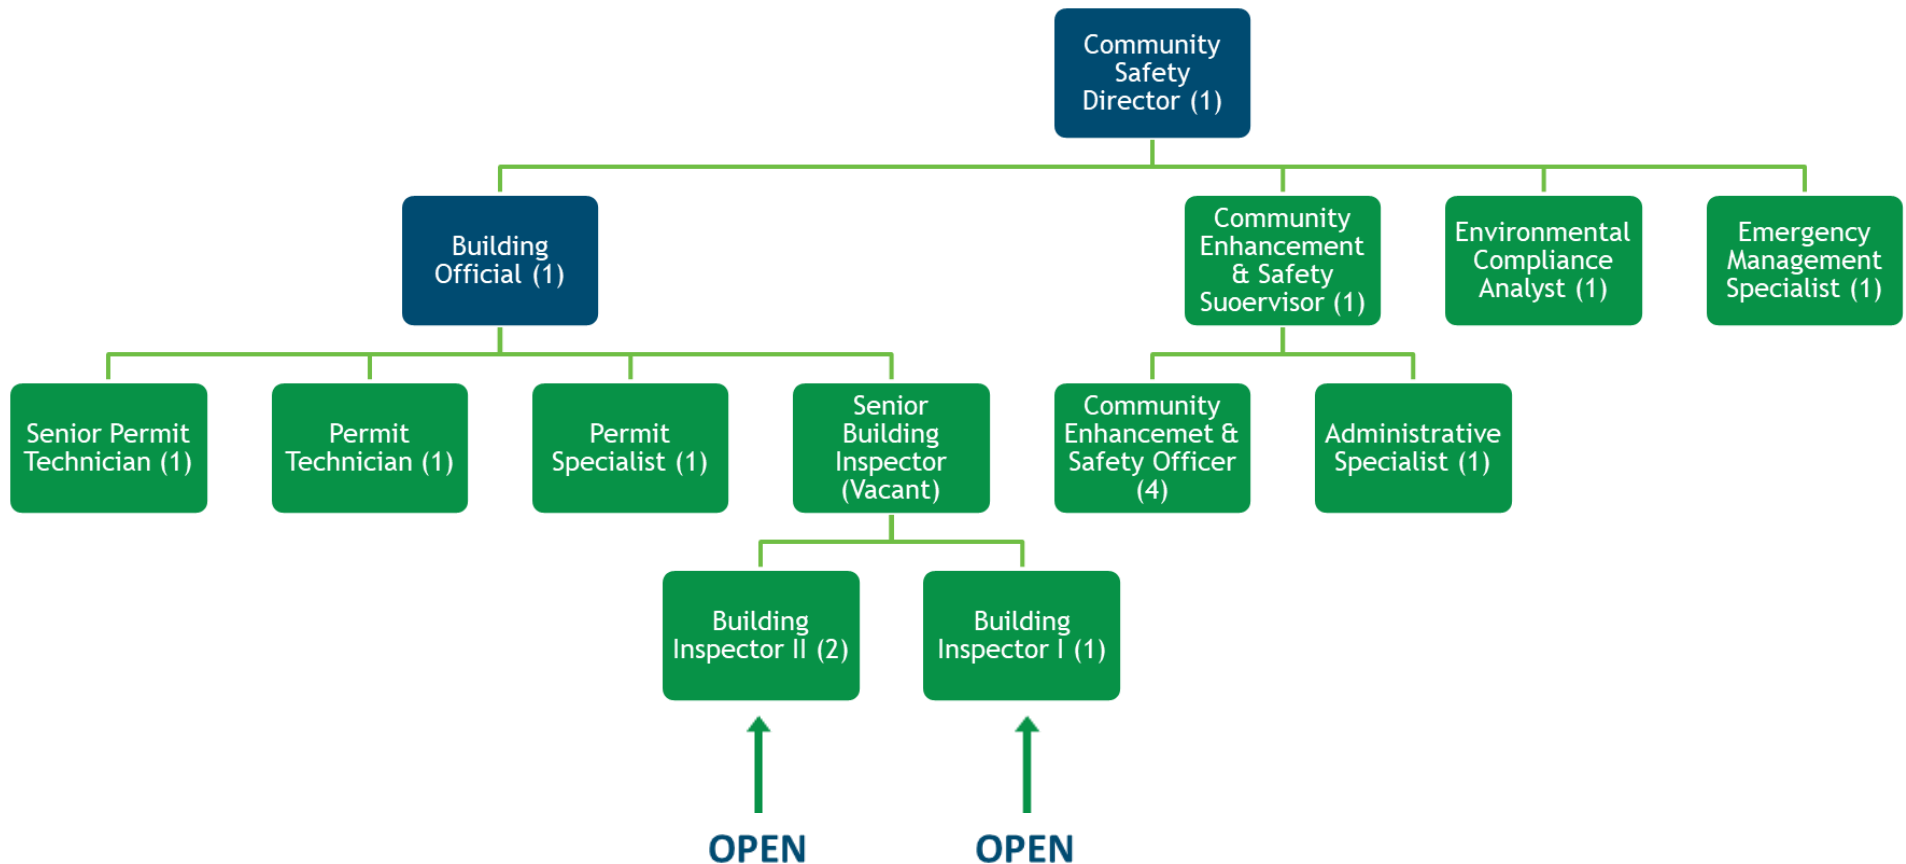 Community
Safety
Director (1)
Building
Official (1)
Community
Enhancement
& Safety
Suoervisor (1)
Environmental
Compliance
Analyst (1)
Emergency
Management
Specialist (1)
Senior Permit
Technician (1)
Permit
Technician (1)
Permit
Specialist (1)
Senior
Building
Inspector
(Vacant)
Community
Enhancemet &
Safety Officer
(4)
Administrative
Specialist (1)
Building
Inspector II (2)
Building
Inspector I (1)
OPEN
OPEN